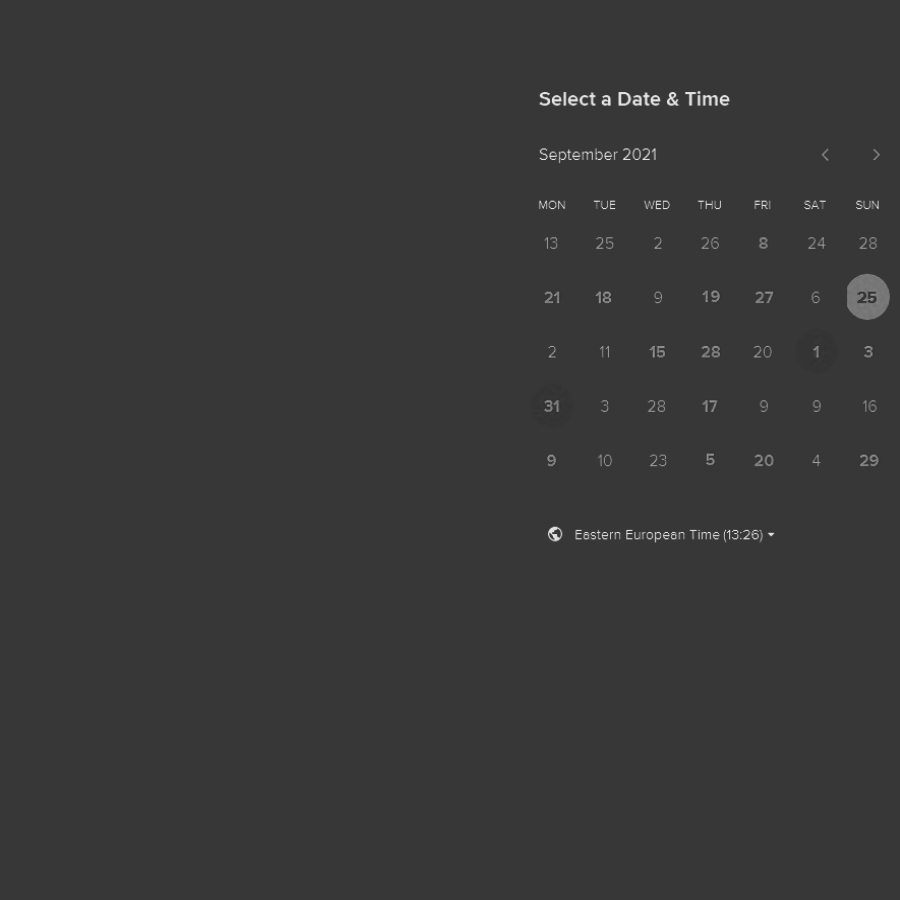 Select a Date & Time
September 2021
MON TUE WED THU FRI SAT SUN
13 25 2 26 8 24 28
21 18 9 19 27 6 25
2 11 15 28 20 1 3
31 3 28 17 9 9 16
9 10 23 5 20 4 29
Eastern European Time (13:26)